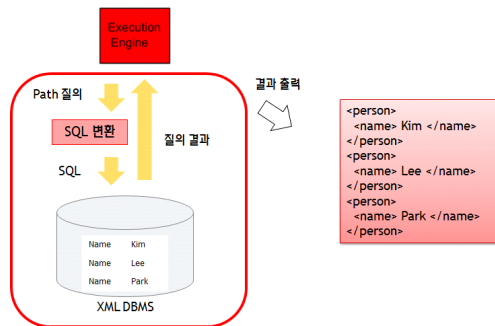 Execution
Engine
Path 질의
SQL 변환
SQL
질의 결과
Name Kim
Name Lee
Name Park
XML DBMS
결과 출력
<person>
<name> Kim </name>
</person>
<person>
<name> Lee </name>
</person>
<person>
<name> Park </name>
</person>